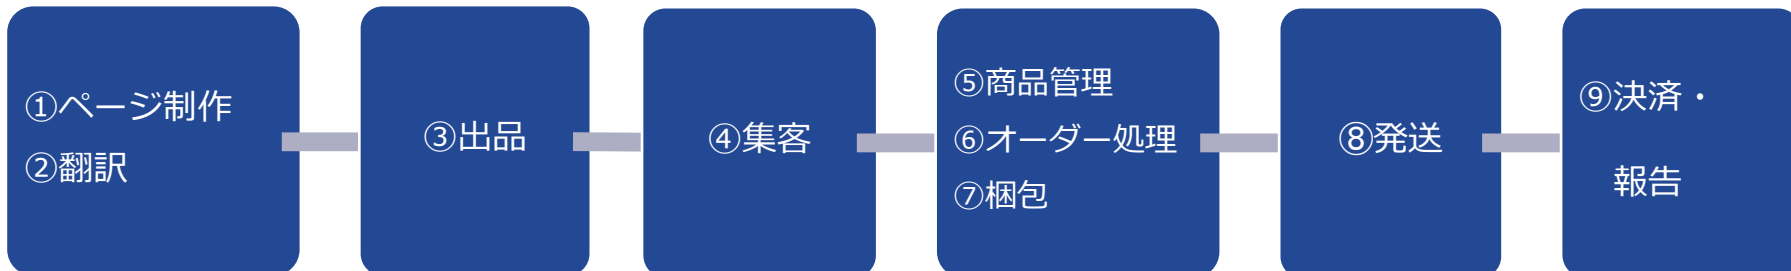 ①ページ制作
②翻訳
③出品
④集客
⑤商品管理
⑥オーダー処理
⑦梱包
⑧発送
⑨決済・
報告